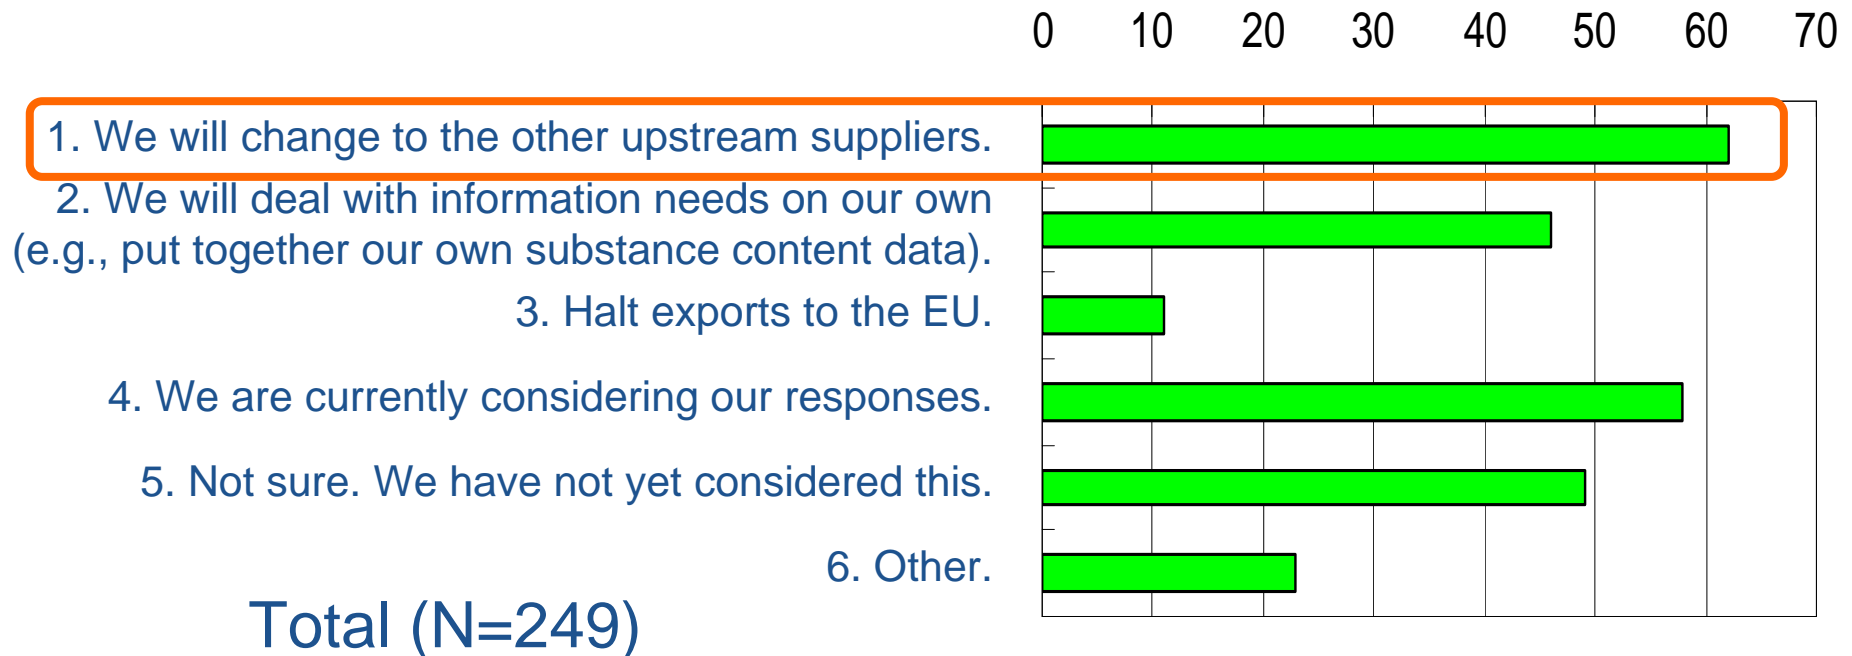 0 10 20 30 40 50 60 70
1. We will change to the other upstream suppliers.
2. We will deal with information needs on our own
(e.g., put together our own substance content data).
3. Halt exports to the EU.
4. We are currently considering our responses.
5. Not sure. We have not yet considered this.
6. Other.
Total (N=249)